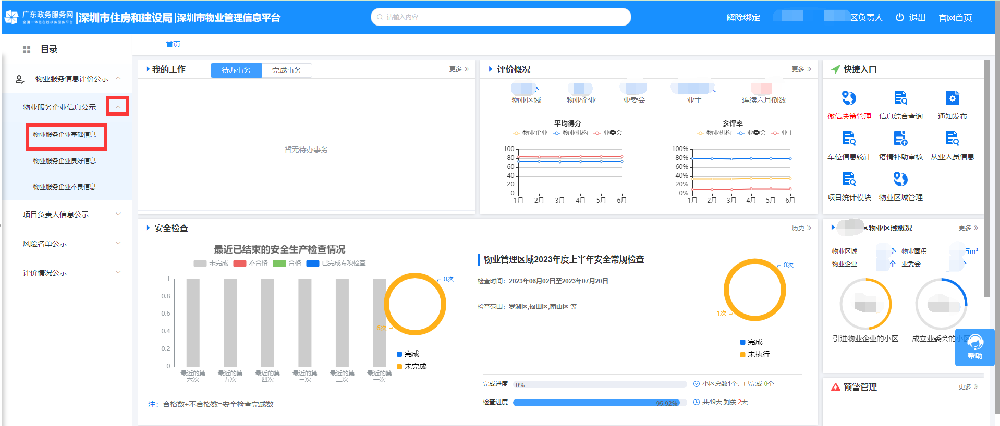 广东政务服务网
全国一体化在线政务服务平台
|深圳市住房和建设局|深圳市物业管理信息平台
请输入内容
解除绑定
区负责人
退出
官网首页
目录
物业服务信息评价公示
物业服务企业信息公示
物业服务企业基础信息
物业服务企业良好信息
物业服务企业不良信息
项目负责人信息公示
风险名单公示
评价情况公示
首页
我的工作
待办事务
完成事务
更多
暂无待办事务
评价概况
更多
个
物业区域
物业企业
业委会
业主
连续六月倒数
平均得分
物业企业 物业机构 业委会
100
80
60
40
20
0
1月 2月 3月 4月 5月 6月
参评率
物业机构 业委会 业主
100%
80%
60%
40%
20%
0%
1月 2月 3月 4月 5月 6月
快捷入口
微信决策管理
信息综合查询
通知发布
车位信息统计
疫情补助审核
从业人员信息
项目统计模块
物业区域管理
安全检查
历史
最近已结束的安全生产检查情况
未完成 不合格 合格 已完成专项检查
1
0.8
0.6
0.4
0.2
0
最近的第六次
最近的第五次
最近的第四次
最近的第三次
最近的第二次
最近的第一次
0次
6次
完成
未完成
注：合格数+不合格数=安全检查完成数
物业管理区域2023年度上半年安全常规检查
检查时间：2023年06月02日至2023年07月20日
检查范围：罗湖区,福田区,南山区 等
0次
1次
完成
未执行
完成进度
0%
小区总数1个，已完成 0个
检查进度
95.92%
共49天,剩余 2天
区物业区域概况
更多
物业区域
个
物业面积
万m²
物业企业
个
业委会
引进物业企业的小区
成立业委会的小区
帮助
预警管理
更多